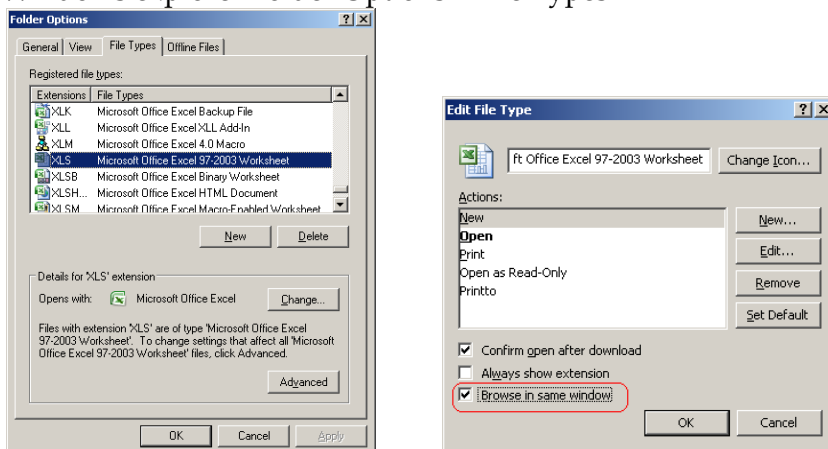 Folder Options
General
View
File Types
Offline Files
Registered file types:
Extensions File Types
XLK Microsoft Office Excel Backup File
XLL Microsoft Office Excel XLL Add-In
XLM Microsoft Office Excel 4.0 Macro
XLS Microsoft Office Excel 97-2003 Worksheet
XLSB Microsoft Office Excel Binary Worksheet
XLSH... Microsoft Office Excel HTML Document
XLSM Microsoft Office Excel Macro-Enabled Worksheet
New
Delete
Details for 'XLS' extension
Opens with: Microsoft Office Excel
Change...
Files with extension 'XLS' are of type 'Microsoft Office Excel
97-2003 Worksheet'. To change settings that affect all 'Microsoft
Office Excel 97-2003 Worksheet' files, click Advanced.
Advanced
OK
Cancel
Apply
Edit File Type
ft Office Excel 97-2003 Worksheet
Change Icon...
Actions:
New
Open
Print
Open as Read-Only
Printto
New...
Edit...
Remove
Set Default
Confirm open after download
Always show extension
Browse in same window
OK
Cancel